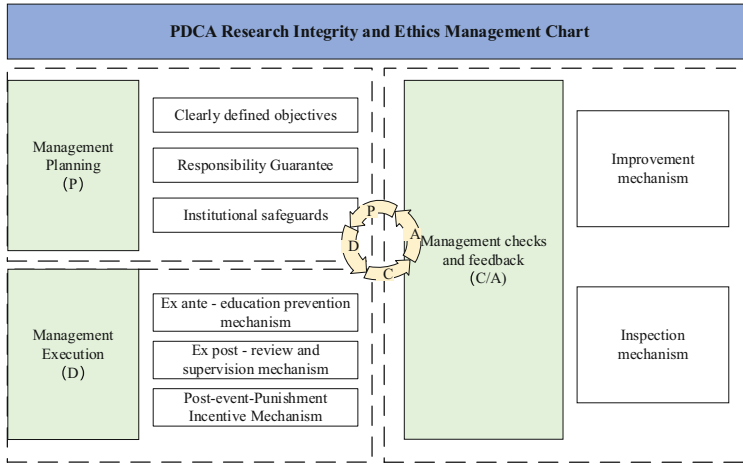 PDCA Research Integrity and Ethics Management Chart
Management
Planning
(P)
Clearly defined objectives
Responsibility Guarantee
Institutional safeguards
Management
Execution
(D)
Ex ante - education prevention
mechanism
Ex post - review and
supervision mechanism
Post-event-Punishment
Incentive Mechanism
P
D
C
A
Management checks
and feedback
(C/A)
Improvement
mechanism
Inspection
mechanism